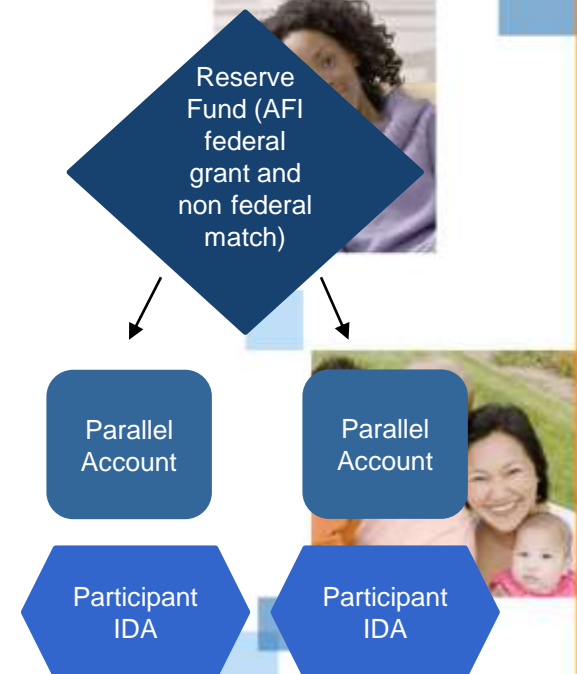 Reserve
Fund (AFI
federal
grant and
non federal
match)
Parallel
Account
Parallel
Account
Participant
IDA
Participant
IDA